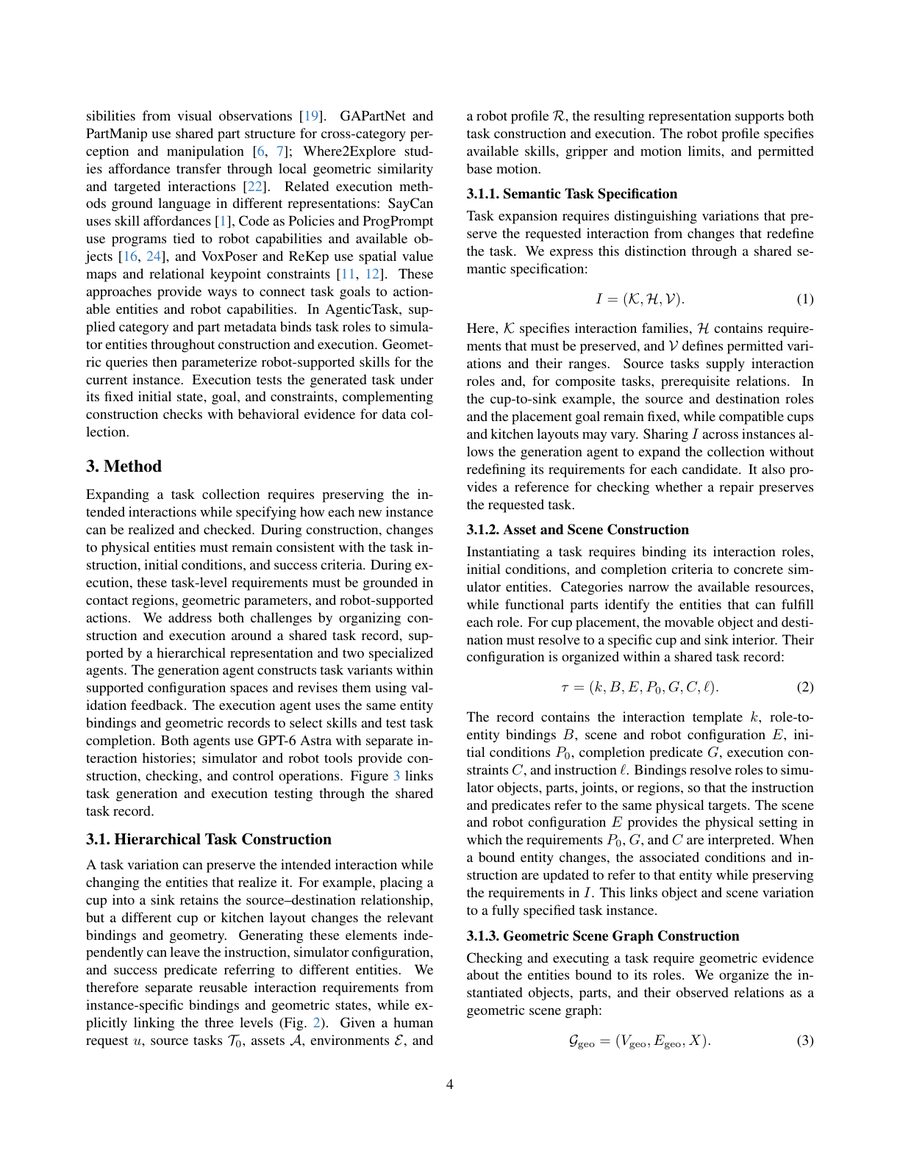 sibilities from visual observations [19]. GAPartNet and
PartManip use shared part structure for cross-category per-
ception and manipulation [6, 7]; Where2Explore stud-
ies affordance transfer through local geometric similarity
and targeted interactions [22]. Related execution meth-
ods ground language in different representations: SayCan
uses skill affordances [1], Code as Policies and ProgPrompt
use programs tied to robot capabilities and available ob-
jects [16, 24], and VoxPoser and ReKep use spatial value
maps and relational keypoint constraints [11, 12]. These
approaches provide ways to connect task goals to action-
able entities and robot capabilities. In AgenticTask, sup-
plied category and part metadata binds task roles to simula-
tor entities throughout construction and execution. Geomet-
ric queries then parameterize robot-supported skills for the
current instance. Execution tests the generated task under
its fixed initial state, goal, and constraints, complementing
construction checks with behavioral evidence for data col-
lection.
3. Method
Expanding a task collection requires preserving the in-
tended interactions while specifying how each new instance
can be realized and checked. During construction, changes
to physical entities must remain consistent with the task in-
struction, initial conditions, and success criteria. During ex-
ecution, these task-level requirements must be grounded in
contact regions, geometric parameters, and robot-supported
actions. We address both challenges by organizing con-
struction and execution around a shared task record, sup-
ported by a hierarchical representation and two specialized
agents. The generation agent constructs task variants within
supported configuration spaces and revises them using val-
idation feedback. The execution agent uses the same entity
bindings and geometric records to select skills and test task
completion. Both agents use GPT-6 Astra with separate in-
teraction histories; simulator and robot tools provide con-
struction, checking, and control operations. Figure 3 links
task generation and execution testing through the shared
task record.
3.1. Hierarchical Task Construction
A task variation can preserve the intended interaction while
changing the entities that realize it. For example, placing a
cup into a sink retains the source–destination relationship,
but a different cup or kitchen layout changes the relevant
bindings and geometry. Generating these elements inde-
pendently can leave the instruction, simulator configuration,
and success predicate referring to different entities. We
therefore separate reusable interaction requirements from
instance-specific bindings and geometric states, while ex-
plicitly linking the three levels (Fig. 2). Given a human
request u, source tasks 𝒯₀, assets 𝒜, environments ℰ, and
a robot profile ℛ, the resulting representation supports both
task construction and execution. The robot profile specifies
available skills, gripper and motion limits, and permitted
base motion.
3.1.1. Semantic Task Specification
Task expansion requires distinguishing variations that pre-
serve the requested interaction from changes that redefine
the task. We express this distinction through a shared se-
mantic specification:
I = (𝒦, ℋ, 𝒱). (1)
Here, 𝒦 specifies interaction families, ℋ contains require-
ments that must be preserved, and 𝒱 defines permitted vari-
ations and their ranges. Source tasks supply interaction
roles and, for composite tasks, prerequisite relations. In
the cup-to-sink example, the source and destination roles
and the placement goal remain fixed, while compatible cups
and kitchen layouts may vary. Sharing I across instances al-
lows the generation agent to expand the collection without
redefining its requirements for each candidate. It also pro-
vides a reference for checking whether a repair preserves
the requested task.
3.1.2. Asset and Scene Construction
Instantiating a task requires binding its interaction roles,
initial conditions, and completion criteria to concrete sim-
ulator entities. Categories narrow the available resources,
while functional parts identify the entities that can fulfill
each role. For cup placement, the movable object and desti-
nation must resolve to a specific cup and sink interior. Their
configuration is organized within a shared task record:
τ = (k, B, E, P₀, G, C, ℓ). (2)
The record contains the interaction template k, role-to-
entity bindings B, scene and robot configuration E, ini-
tial conditions P₀, completion predicate G, execution con-
straints C, and instruction ℓ. Bindings resolve roles to simu-
lator objects, parts, joints, or regions, so that the instruction
and predicates refer to the same physical targets. The scene
and robot configuration E provides the physical setting in
which the requirements P₀, G, and C are interpreted. When
a bound entity changes, the associated conditions and in-
struction are updated to refer to that entity while preserving
the requirements in I. This links object and scene variation
to a fully specified task instance.
3.1.3. Geometric Scene Graph Construction
Checking and executing a task require geometric evidence
about the entities bound to its roles. We organize the in-
stantiated objects, parts, and their observed relations as a
geometric scene graph:
𝒢geo = (Vgeo, Egeo, X). (3)
4